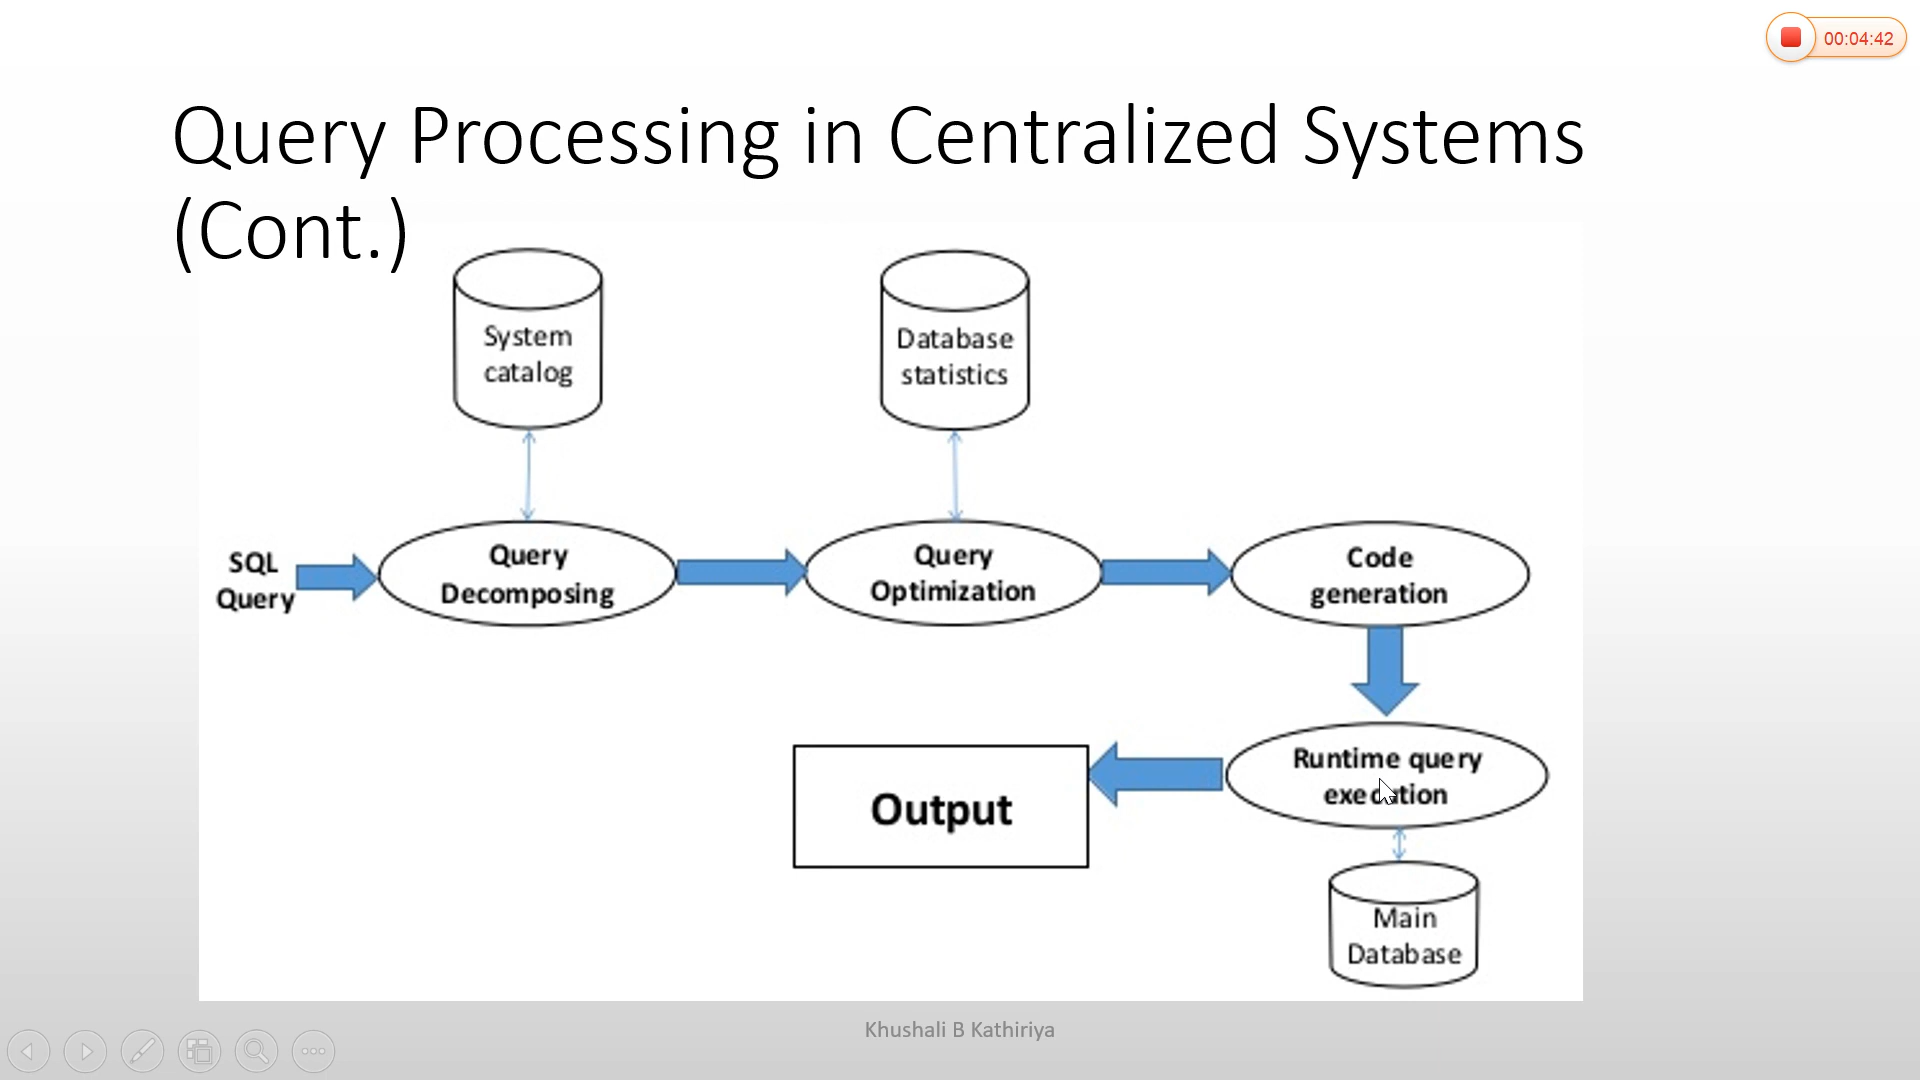 00:04:42
Query Processing in Centralized Systems
(Cont.)
System
catalog
Database
statistics
SQL
Query
Query
Decomposing
Query
Optimization
Code
generation
Runtime query
execution
Output
Main
Database
Khushali B Kathiriya